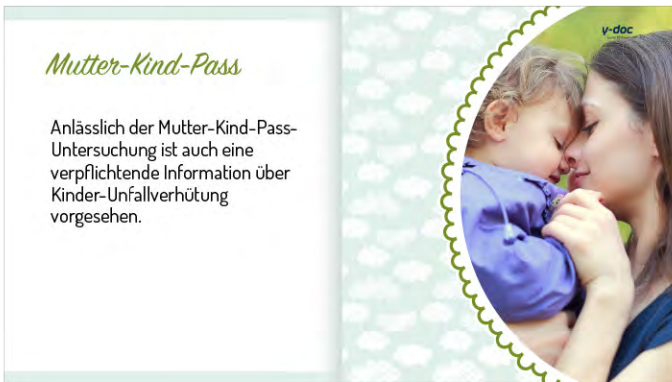 Mutter-Kind-Pass
Anlässlich der Mutter-Kind-Pass-
Untersuchung ist auch eine
verpflichtende Information über
Kinder-Unfallverhütung
vorgesehen.
y-doc